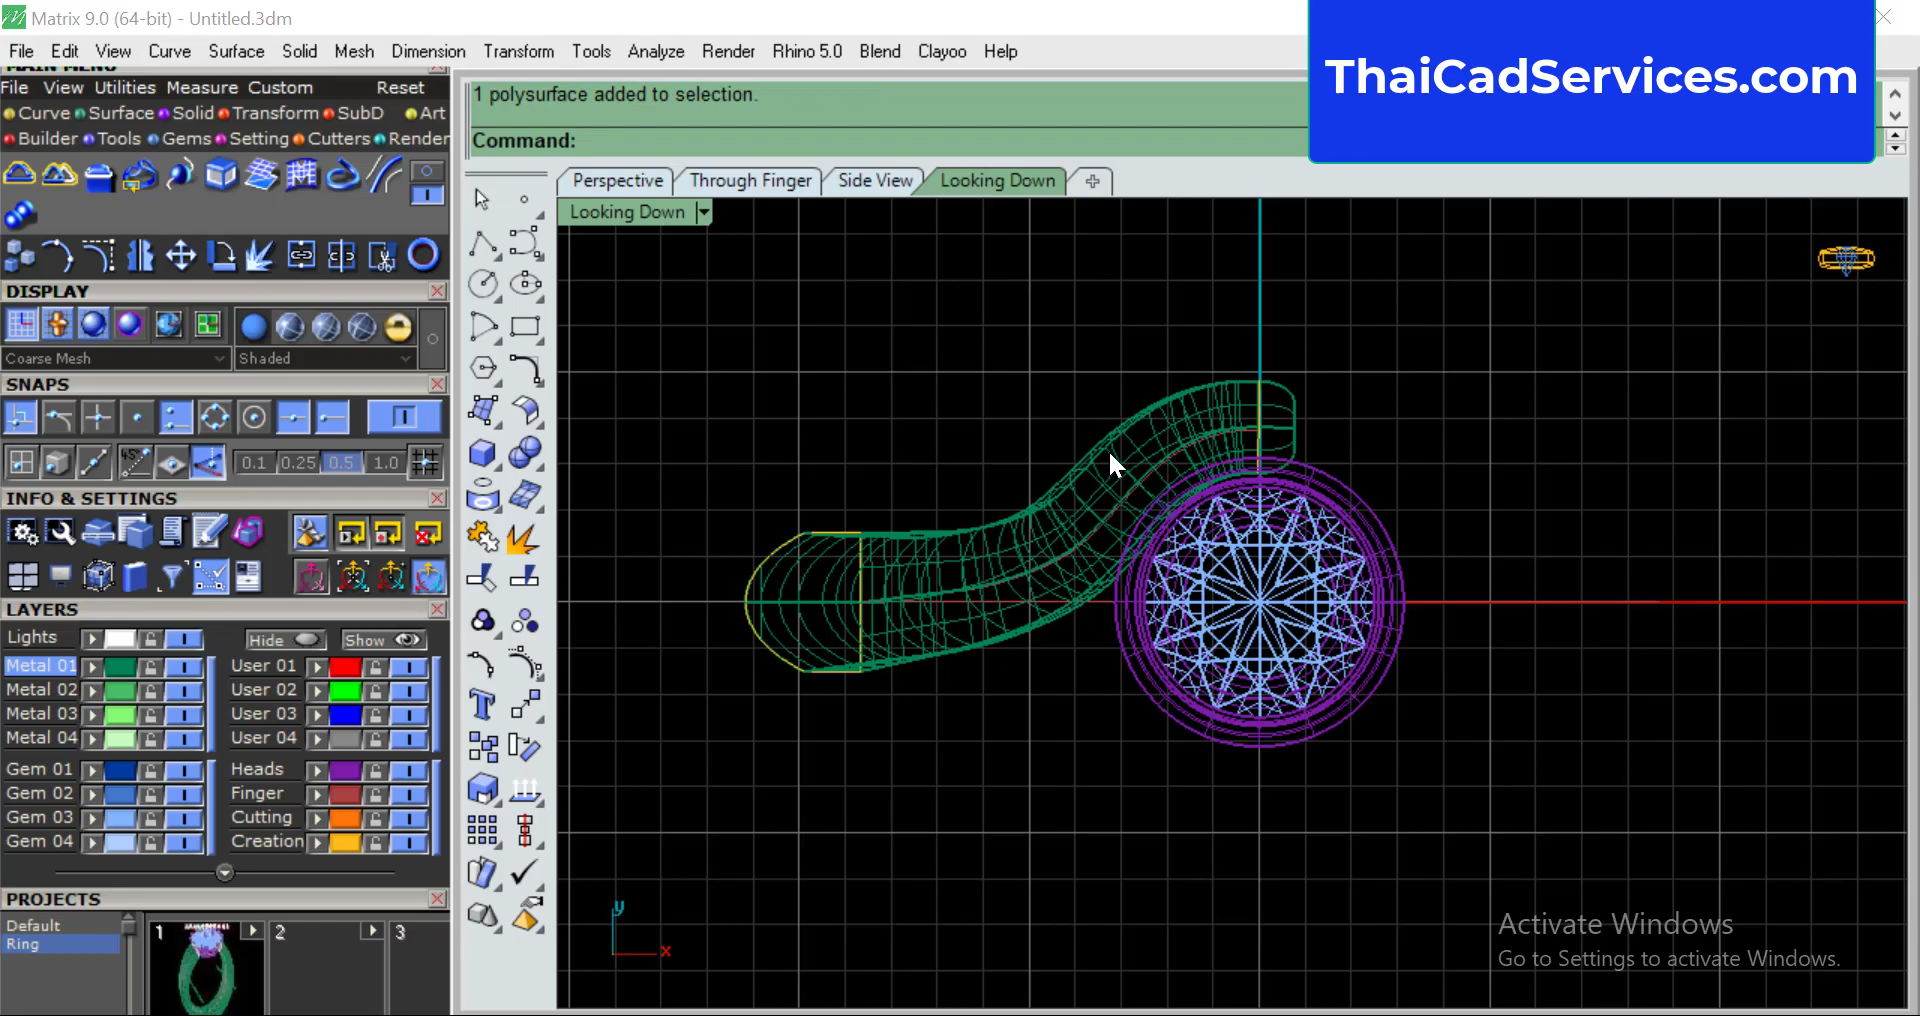 Matrix 9.0 (64-bit) - Untitled.3dm
File Edit View Curve Surface Solid Mesh Dimension Transform Tools Analyze Render Rhino 5.0 Blend Clayoo Help
ThaiCadServices.com
MAIN MENU
File View Utilities Measure Custom Reset
Curve Surface Solid Transform SubD Art
Builder Tools Gems Setting Cutters Render
1 polysurface added to selection.
Command:
Perspective Through Finger Side View Looking Down
Looking Down
DISPLAY
Coarse Mesh Shaded
SNAPS
45°
0.1 0.25 0.5 1.0
INFO & SETTINGS
LAYERS
Lights Hide Show
Metal 01 User 01
Metal 02 User 02
Metal 03 User 03
Metal 04 User 04
Gem 01 Heads
Gem 02 Finger
Gem 03 Cutting
Gem 04 Creation
PROJECTS
Default
Ring
1 2 3
y
x
Activate Windows
Go to Settings to activate Windows.